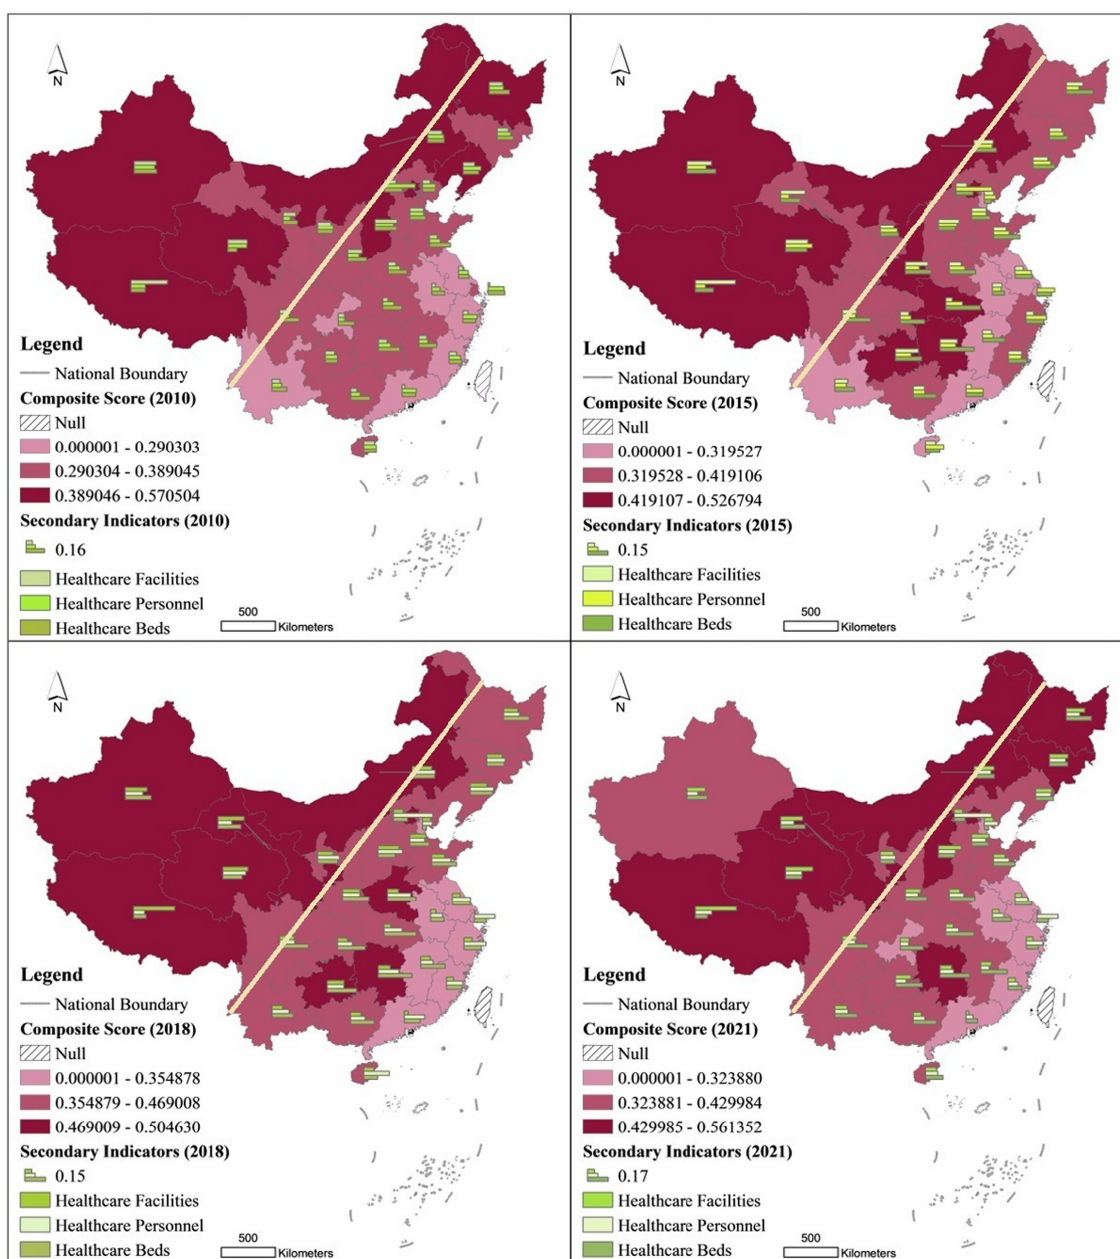 N
Legend
National Boundary
Composite Score (2010)
Null
0.000001 - 0.290303
0.290304 - 0.389045
0.389046 - 0.570504
Secondary Indicators (2010)
0.16
Healthcare Facilities
Healthcare Personnel
Healthcare Beds
500
Kilometers
N
Legend
National Boundary
Composite Score (2015)
Null
0.000001 - 0.319527
0.319528 - 0.419106
0.419107 - 0.526794
Secondary Indicators (2015)
0.15
Healthcare Facilities
Healthcare Personnel
Healthcare Beds
500
Kilometers
N
Legend
National Boundary
Composite Score (2018)
Null
0.000001 - 0.354878
0.354879 - 0.469008
0.469009 - 0.504630
Secondary Indicators (2018)
0.15
Healthcare Facilities
Healthcare Personnel
Healthcare Beds
500
Kilometers
N
Legend
National Boundary
Composite Score (2021)
Null
0.000001 - 0.323880
0.323881 - 0.429984
0.429985 - 0.561352
Secondary Indicators (2021)
0.17
Healthcare Facilities
Healthcare Personnel
Healthcare Beds
500
Kilometers